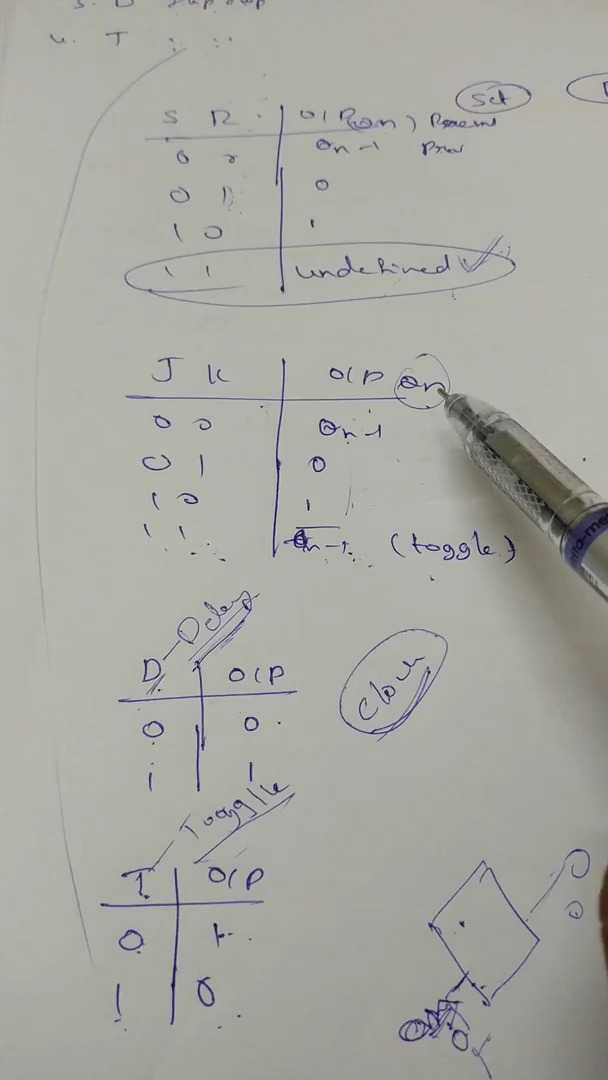 4. T
Set
S R O/P (Qn) Present
0 0 Qn-1 Prev
0 1 0
1 0 1
1 1 undefined ✓
J K O/P Qn
0 0 Qn-1
0 1 0
1 0 1
1 1 Qn-1 (toggle)
D - Delay
D O/P
0 0
1 1
Toggle
T O/P
0 1
1 0